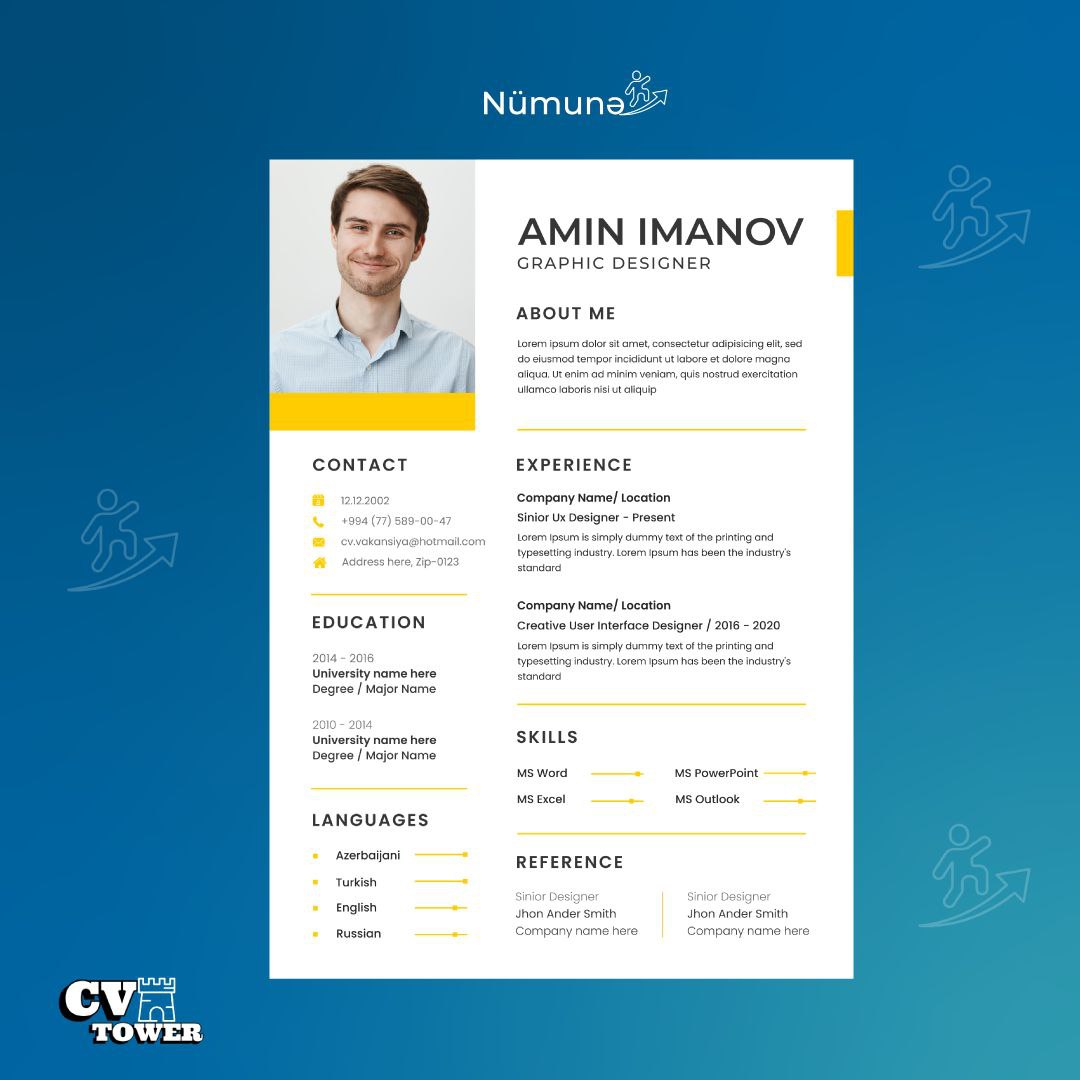 Nümunə
AMIN IMANOV
GRAPHIC DESIGNER
ABOUT ME
Lorem ipsum dolor sit amet, consectetur adipisicing elit, sed
do eiusmod tempor incididunt ut labore et dolore magna
aliqua. Ut enim ad minim veniam, quis nostrud exercitation
ullamco laboris nisi ut aliquip
CONTACT
12.12.2002
+994 (77) 589-00-47
cv.vakansiya@hotmail.com
Address here, Zip-0123
EDUCATION
2014 - 2016
University name here
Degree / Major Name
2010 - 2014
University name here
Degree / Major Name
LANGUAGES
Azerbaijani
Turkish
English
Russian
EXPERIENCE
Company Name/ Location
Sinior Ux Designer - Present
Lorem Ipsum is simply dummy text of the printing and
typesetting industry. Lorem Ipsum has been the industry's
standard
Company Name/ Location
Creative User Interface Designer / 2016 - 2020
Lorem Ipsum is simply dummy text of the printing and
typesetting industry. Lorem Ipsum has been the industry's
standard
SKILLS
MS Word
MS PowerPoint
MS Excel
MS Outlook
REFERENCE
Sinior Designer
Jhon Ander Smith
Company name here
Sinior Designer
Jhon Ander Smith
Company name here
CV
TOWER